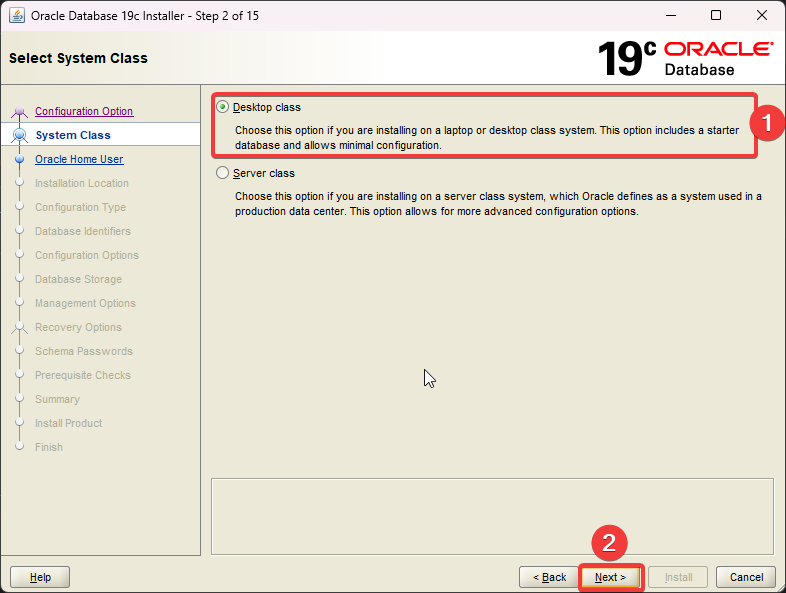 Oracle Database 19c Installer - Step 2 of 15
Select System Class
19c ORACLE
Database
Configuration Option
System Class
Oracle Home User
Installation Location
Configuration Type
Database Identifiers
Configuration Options
Database Storage
Management Options
Recovery Options
Schema Passwords
Prerequisite Checks
Summary
Install Product
Finish
Desktop class
Choose this option if you are installing on a laptop or desktop class system. This option includes a starter
database and allows minimal configuration.
1
Server class
Choose this option if you are installing on a server class system, which Oracle defines as a system used in a
production data center. This option allows for more advanced configuration options.
2
Help
< Back
Next >
Install
Cancel